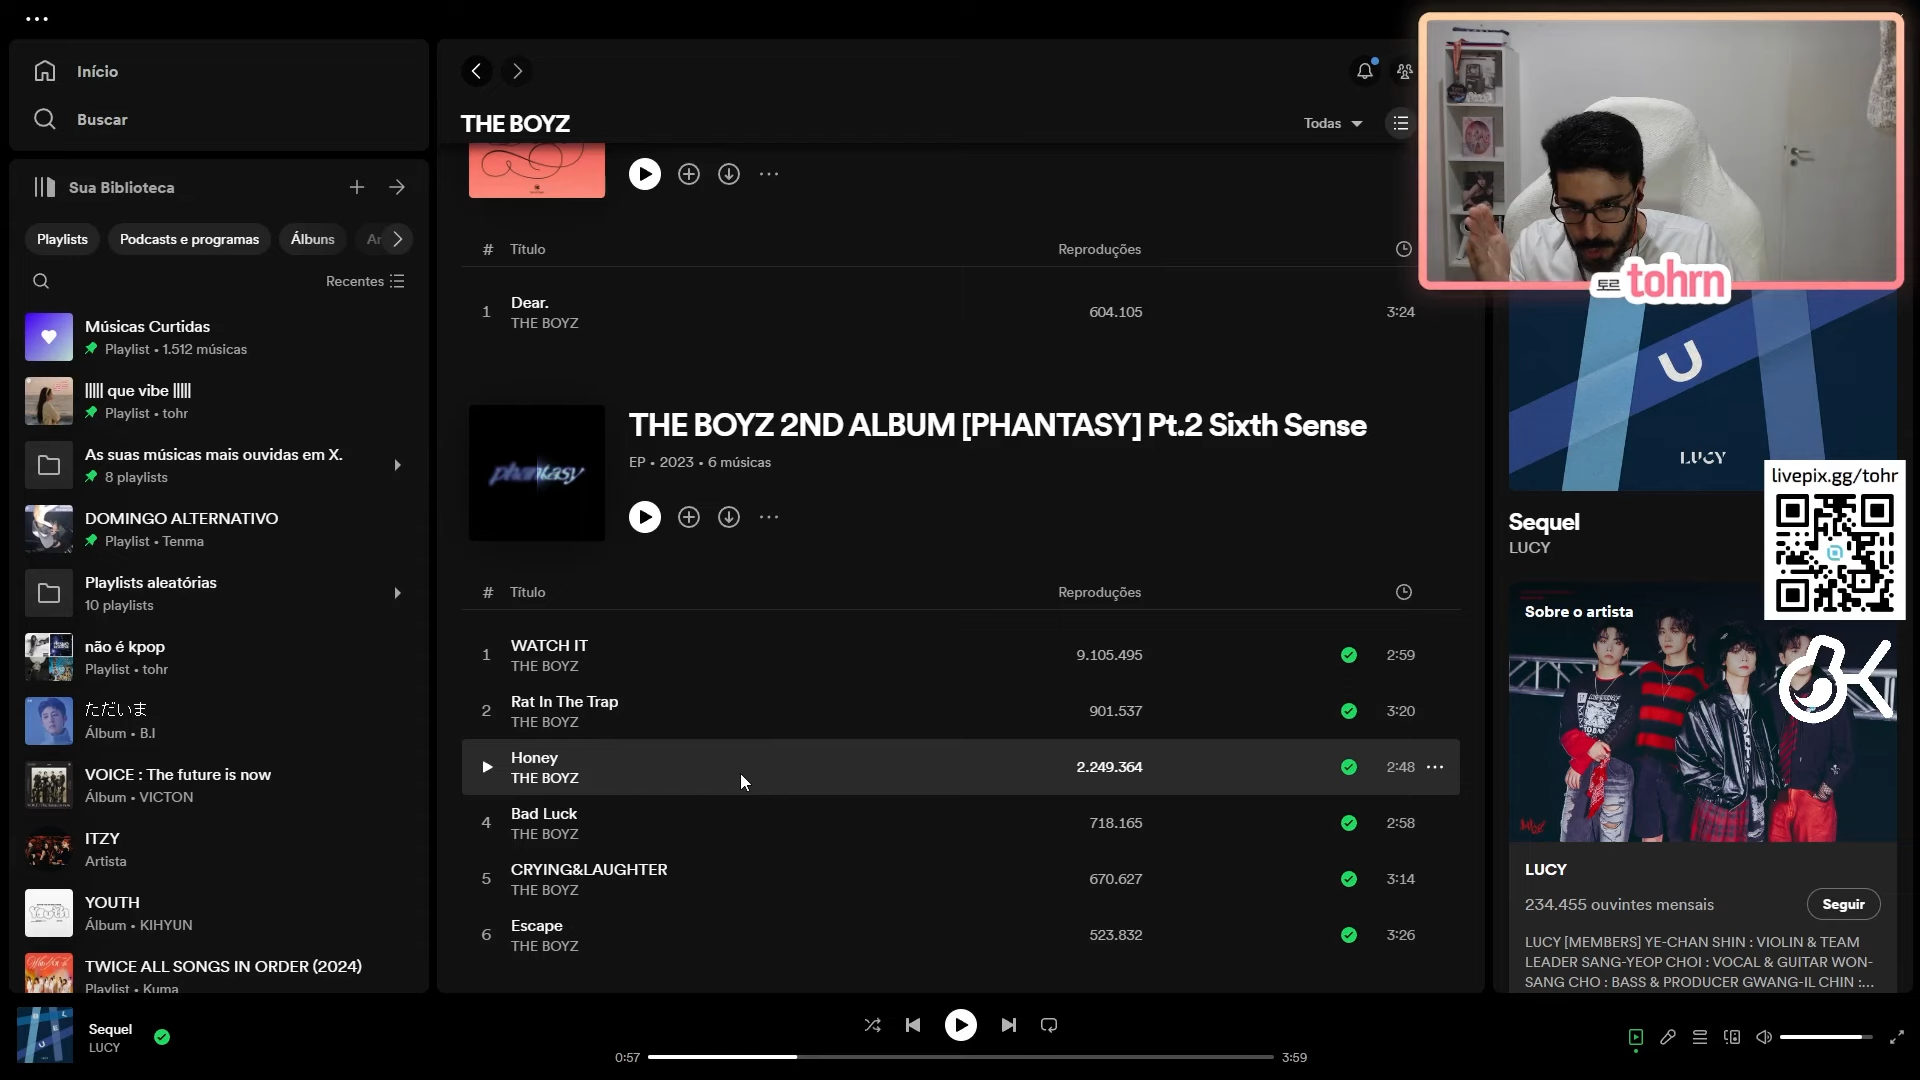 Início
Buscar
Sua Biblioteca
Playlists
Podcasts e programas
Álbuns
Ar
Recentes
Músicas Curtidas
Playlist • 1.512 músicas
||||| que vibe |||||
Playlist • tohr
As suas músicas mais ouvidas em X.
8 playlists
DOMINGO ALTERNATIVO
Playlist • Tenma
Playlists aleatórias
10 playlists
não é kpop
Playlist • tohr
ただいま
Álbum • B.I
VOICE : The future is now
Álbum • VICTON
ITZY
Artista
YOUTH
Álbum • KIHYUN
TWICE ALL SONGS IN ORDER (2024)
Playlist • Kuma
THE BOYZ
Todas
# Título Reproduções
1 Dear. 604.105 3:24
THE BOYZ
phantasy
THE BOYZ 2ND ALBUM [PHANTASY] Pt.2 Sixth Sense
EP • 2023 • 6 músicas
# Título Reproduções
1 WATCH IT 9.105.495 2:59
THE BOYZ
2 Rat In The Trap 901.537 3:20
THE BOYZ
Honey 2.249.364 2:48
THE BOYZ
4 Bad Luck 718.165 2:58
THE BOYZ
5 CRYING&LAUGHTER 670.627 3:14
THE BOYZ
6 Escape 523.832 3:26
THE BOYZ
토르 tohrn
U
LUCY
livepix.gg/tohr
Sequel
LUCY
Sobre o artista
LUCY
234.455 ouvintes mensais
Seguir
LUCY [MEMBERS] YE-CHAN SHIN : VIOLIN & TEAM
LEADER SANG-YEOP CHOI : VOCAL & GUITAR WON-
SANG CHO : BASS & PRODUCER GWANG-IL CHIN :...
Sequel
LUCY
0:57
3:59